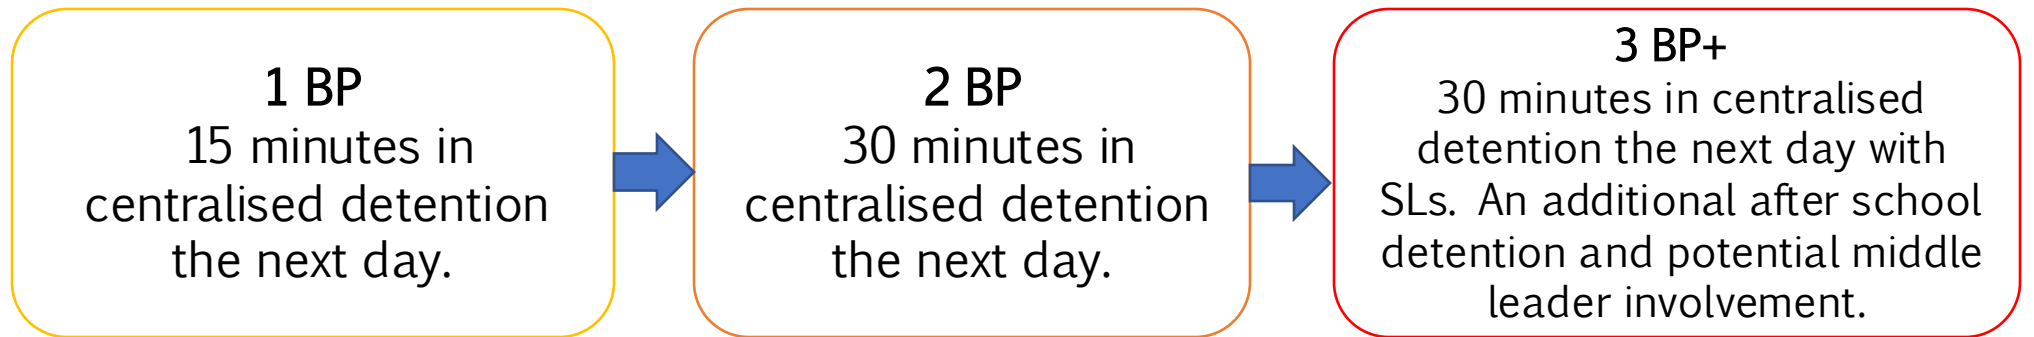 1 BP
15 minutes in
centralised detention
the next day.
2 BP
30 minutes in
centralised detention
the next day.
3 BP+
30 minutes in centralised
detention the next day with
SLs. An additional after school
detention and potential middle
leader involvement.